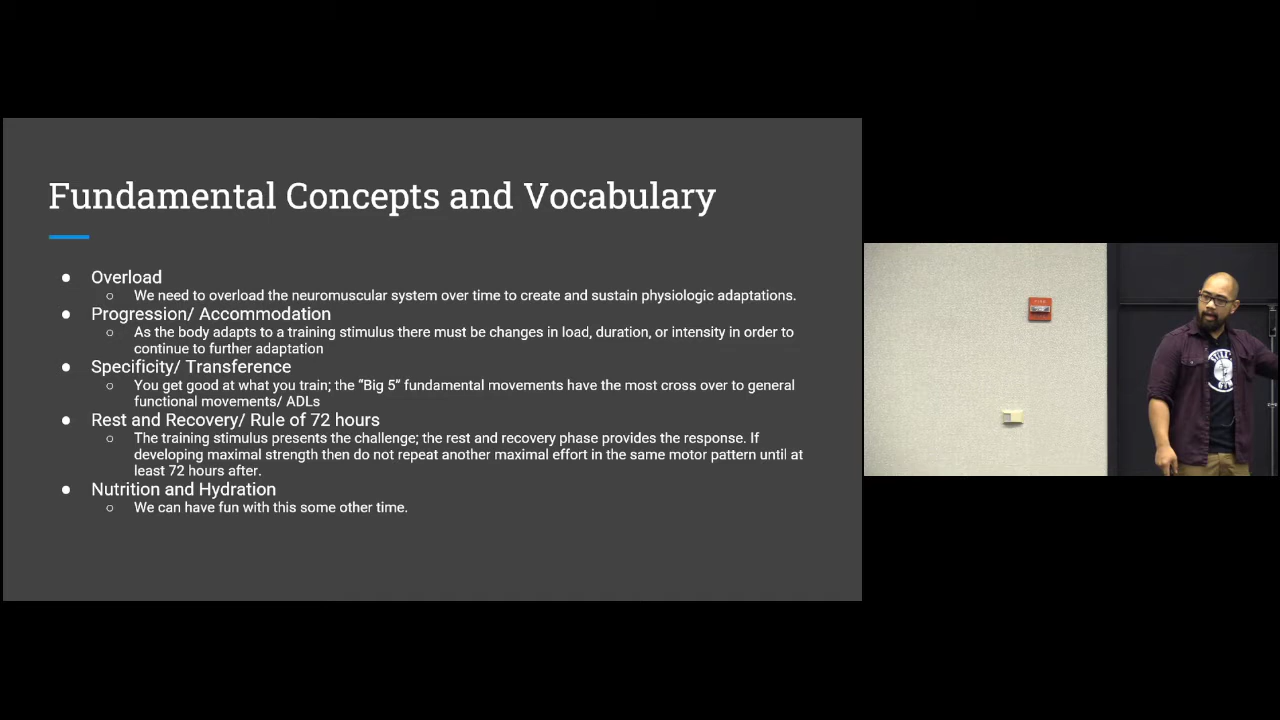 Fundamental Concepts and Vocabulary
● Overload
○ We need to overload the neuromuscular system over time to create and sustain physiologic adaptations.
● Progression/ Accommodation
○ As the body adapts to a training stimulus there must be changes in load, duration, or intensity in order to
continue to further adaptation
● Specificity/ Transference
○ You get good at what you train; the “Big 5” fundamental movements have the most cross over to general
functional movements/ ADLs
● Rest and Recovery/ Rule of 72 hours
○ The training stimulus presents the challenge; the rest and recovery phase provides the response. If
developing maximal strength then do not repeat another maximal effort in the same motor pattern until at
least 72 hours after.
● Nutrition and Hydration
○ We can have fun with this some other time.
FIRE